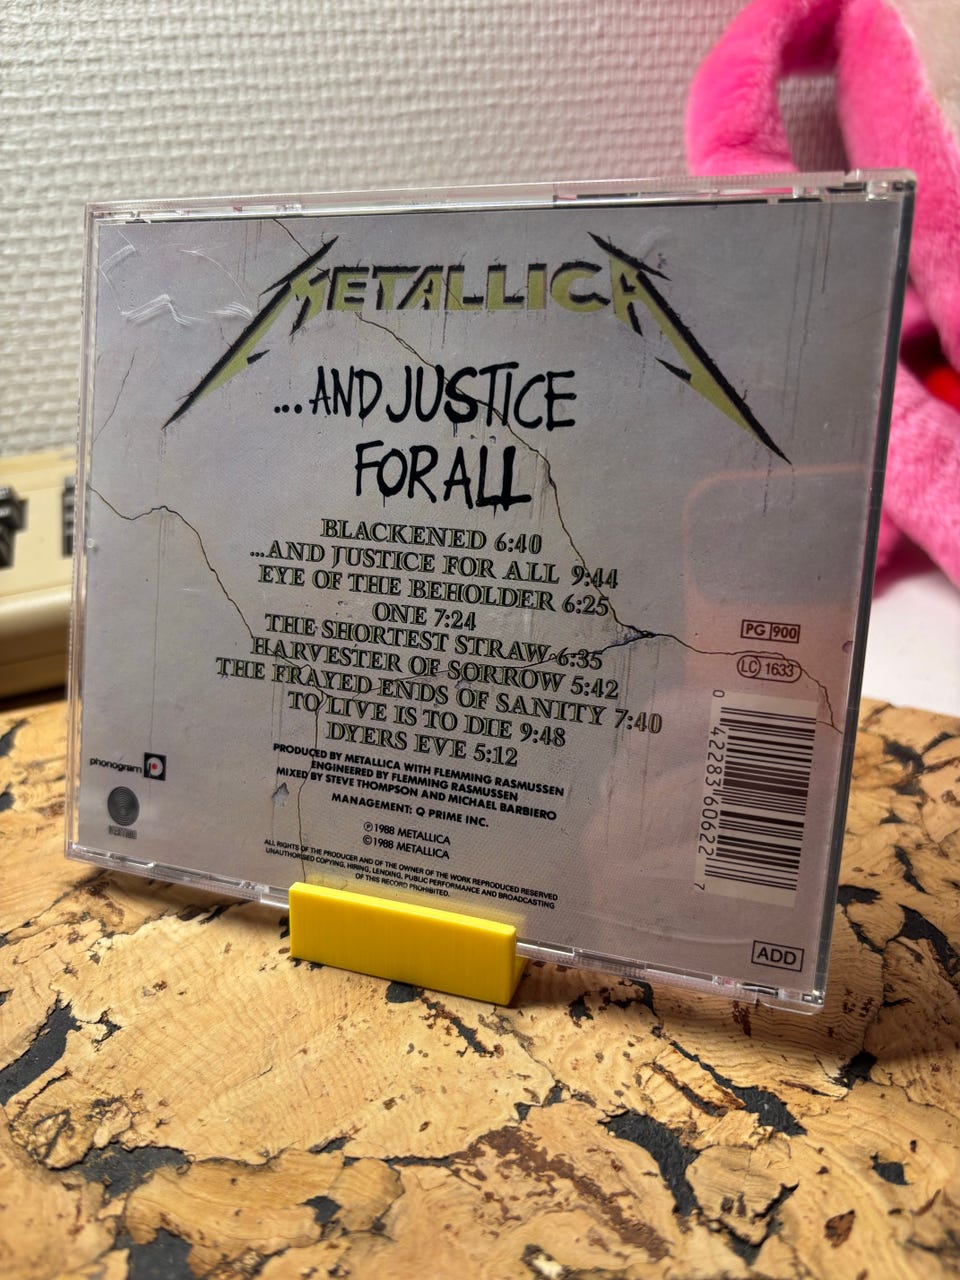 METALLICA
...AND JUSTICE
FOR ALL
BLACKENED 6:40
...AND JUSTICE FOR ALL 9:44
EYE OF THE BEHOLDER 6:25
ONE 7:24
THE SHORTEST STRAW 6:35
HARVESTER OF SORROW 5:42
THE FRAYED ENDS OF SANITY 7:40
TO LIVE IS TO DIE 9:48
DYERS EVE 5:12
PRODUCED BY METALLICA WITH FLEMMING RASMUSSEN
ENGINEERED BY FLEMMING RASMUSSEN
MIXED BY STEVE THOMPSON AND MICHAEL BARBIERO
MANAGEMENT: Q PRIME INC.
℗ 1988 METALLICA
© 1988 METALLICA
ALL RIGHTS OF THE PRODUCER AND OF THE OWNER OF THE WORK REPRODUCED RESERVED
UNAUTHORISED COPYING, HIRING, LENDING, PUBLIC PERFORMANCE AND BROADCASTING
OF THIS RECORD PROHIBITED.
phonogram
PG 900
LC 1633
0 42283 60622 7
ADD